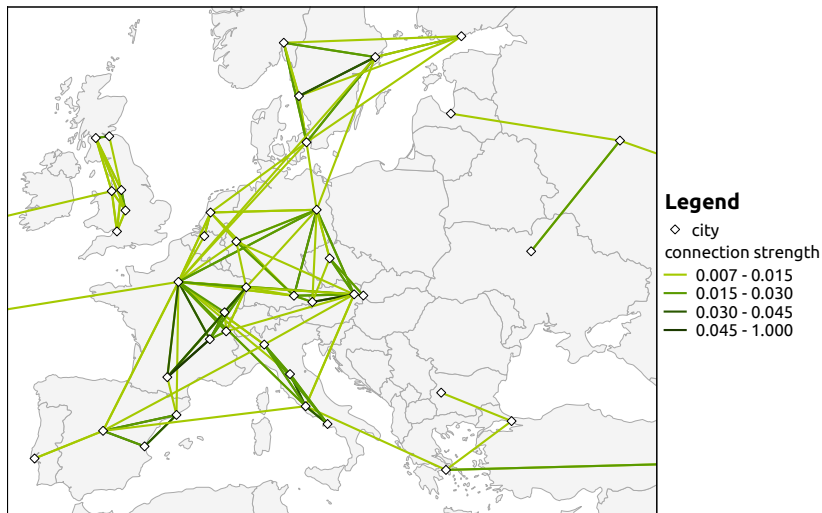 Legend
city
connection strength
0.007 - 0.015
0.015 - 0.030
0.030 - 0.045
0.045 - 1.000